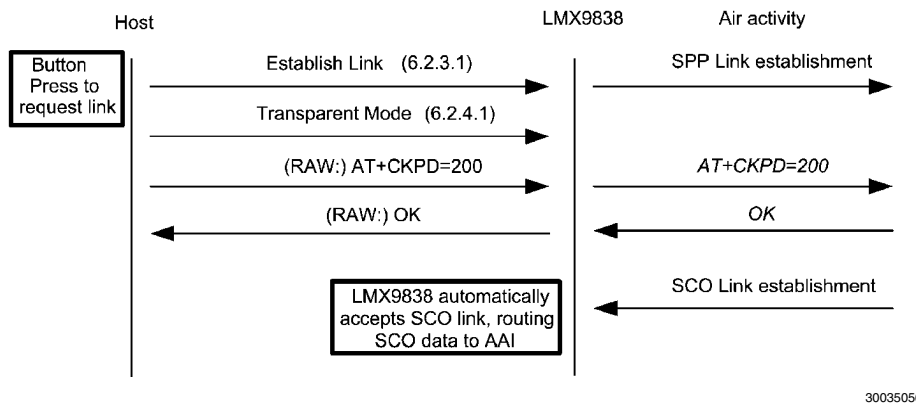 Host
LMX9838
Air activity
Button
Press to
request link
Establish Link (6.2.3.1)
SPP Link establishment
Transparent Mode (6.2.4.1)
(RAW:) AT+CKPD=200
AT+CKPD=200
(RAW:) OK
OK
SCO Link establishment
LMX9838 automatically
accepts SCO link, routing
SCO data to AAI
3003505